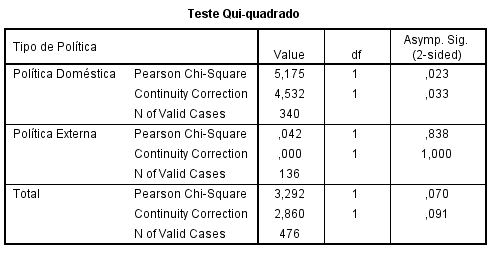 Teste Qui-quadrado
Tipo de Política Value df Asymp. Sig. (2-sided)
Política Doméstica Pearson Chi-Square 5,175 1 ,023
Continuity Correction 4,532 1 ,033
N of Valid Cases 340
Política Externa Pearson Chi-Square ,042 1 ,838
Continuity Correction ,000 1 1,000
N of Valid Cases 136
Total Pearson Chi-Square 3,292 1 ,070
Continuity Correction 2,860 1 ,091
N of Valid Cases 476